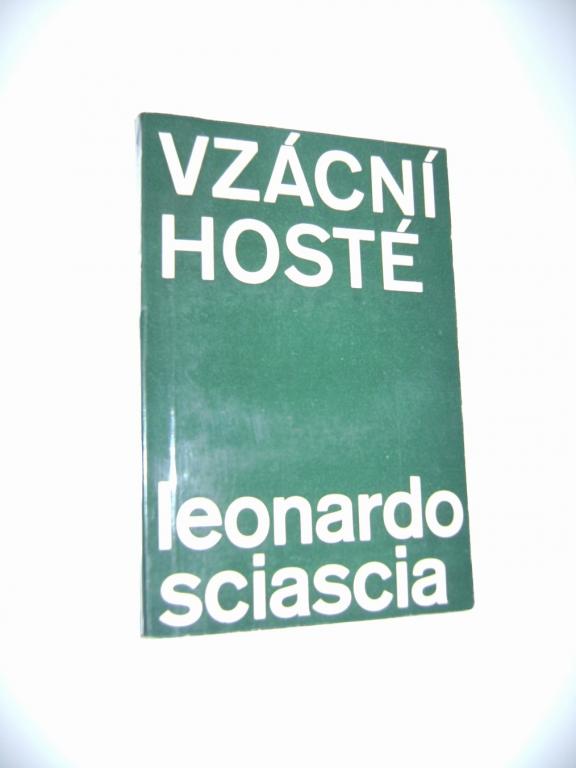 VZÁCNÍ
HOSTÉ
leonardo
sciascia